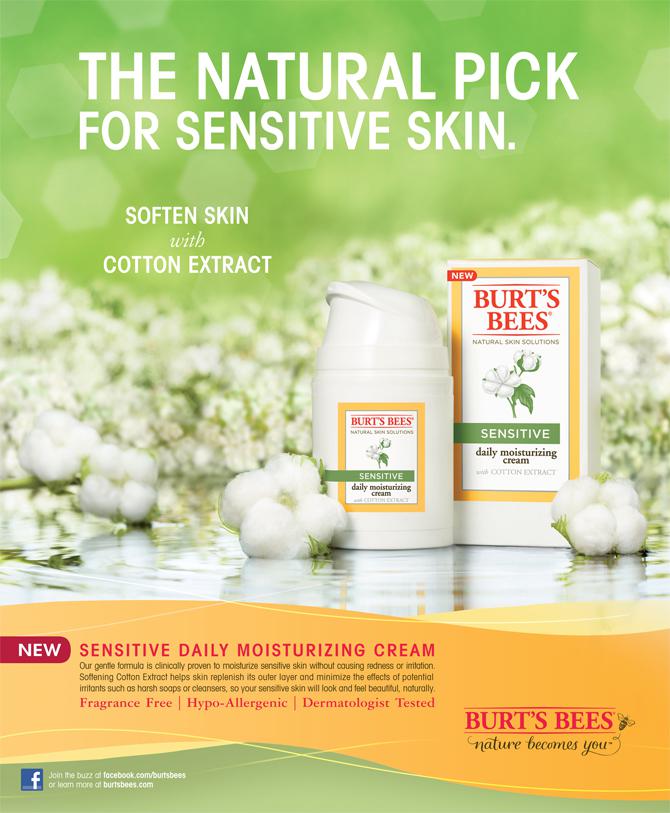 THE NATURAL PICK
FOR SENSITIVE SKIN.
SOFTEN SKIN
with
COTTON EXTRACT
NEW
BURT'S
BEES®
NATURAL SKIN SOLUTIONS
SENSITIVE
daily moisturizing
cream
with COTTON EXTRACT
BURT'S BEES®
NATURAL SKIN SOLUTIONS
SENSITIVE
daily moisturizing
cream
with COTTON EXTRACT
NEW
SENSITIVE DAILY MOISTURIZING CREAM
Our gentle formula is clinically proven to moisturize sensitive skin without causing redness or irritation.
Softening Cotton Extract helps skin replenish its outer layer and minimize the effects of potential
irritants such as harsh soaps or cleansers, so your sensitive skin will look and feel beautiful, naturally.
Fragrance Free | Hypo-Allergenic | Dermatologist Tested
BURT'S BEES®
nature becomes you™
f
Join the buzz at facebook.com/burtsbees
or learn more at burtsbees.com